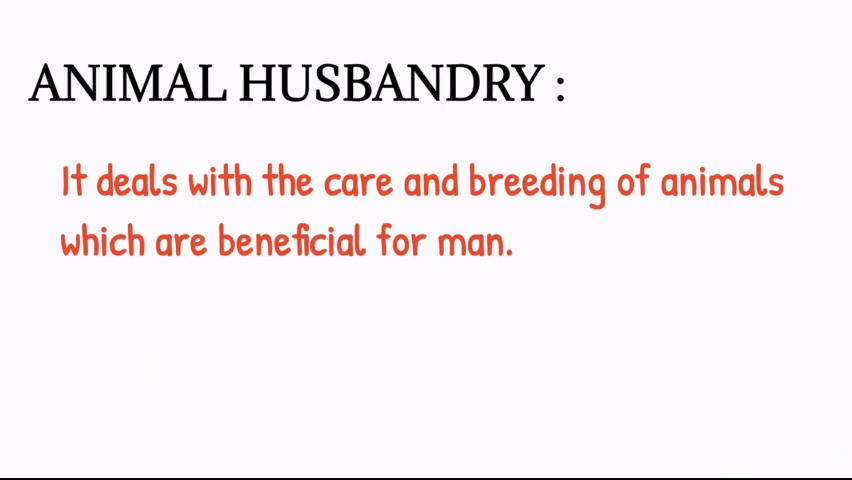 ANIMAL HUSBANDRY :
It deals with the care and breeding of animals
which are beneficial for man.